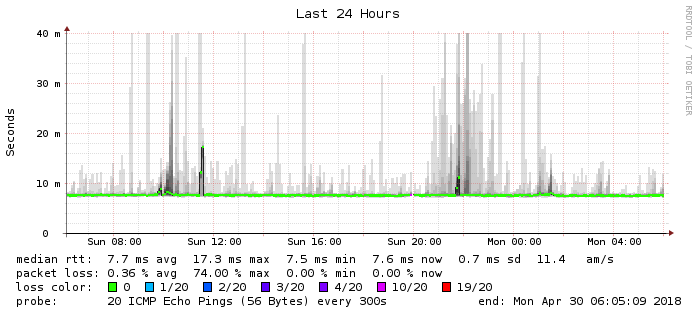 Last 24 Hours
RRDTOOL / TOBI OETIKER
Seconds
40 m
30 m
20 m
10 m
0
Sun 08:00 Sun 12:00 Sun 16:00 Sun 20:00 Mon 00:00 Mon 04:00
median rtt: 7.7 ms avg 17.3 ms max 7.5 ms min 7.6 ms now 0.7 ms sd 11.4 am/s
packet loss: 0.36 % avg 74.00 % max 0.00 % min 0.00 % now
loss color: 0 1/20 2/20 3/20 4/20 10/20 19/20
probe: 20 ICMP Echo Pings (56 Bytes) every 300s end: Mon Apr 30 06:05:09 2018